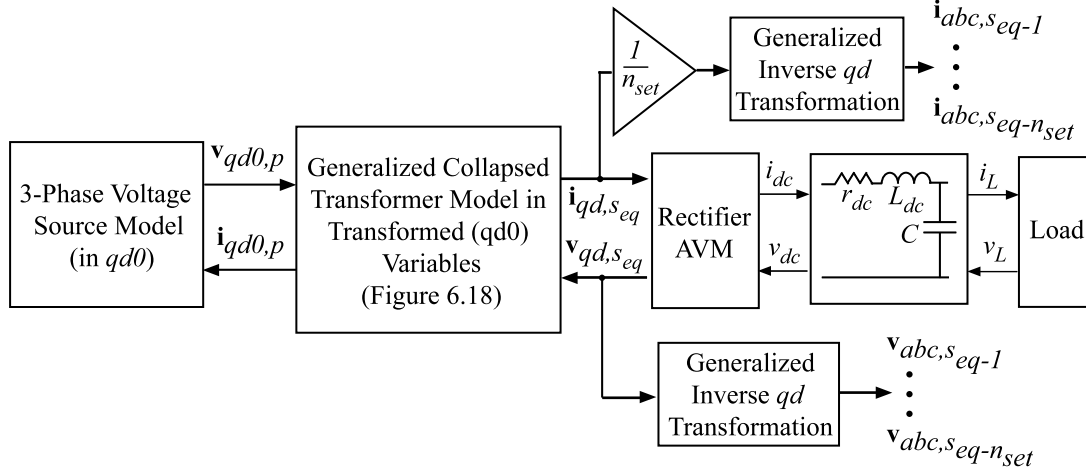 1
n_set
Generalized
Inverse qd
Transformation
i_abc,s_eq-1
i_abc,s_eq-n_set
3-Phase Voltage
Source Model
(in qd0)
v_qd0,p
i_qd0,p
Generalized Collapsed
Transformer Model in
Transformed (qd0)
Variables
(Figure 6.18)
i_qd,s_eq
v_qd,s_eq
Rectifier
AVM
i_dc
v_dc
r_dc
L_dc
C
i_L
v_L
Load
Generalized
Inverse qd
Transformation
v_abc,s_eq-1
v_abc,s_eq-n_set